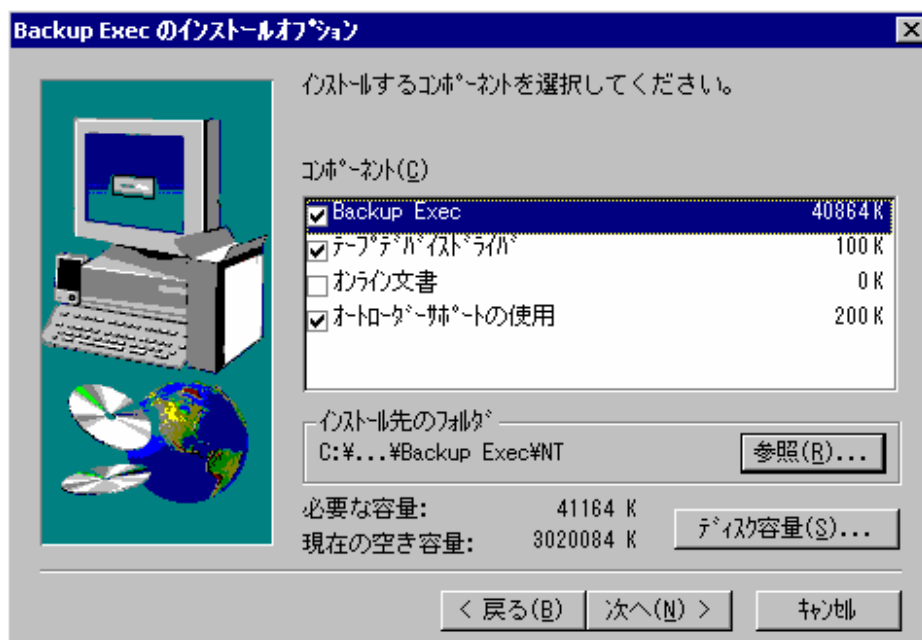 Backup Exec のｲﾝｽﾄｰﾙｵﾌﾟｼｮﾝ
ｲﾝｽﾄｰﾙするｺﾝﾎﾟｰﾈﾝﾄを選択してください。
ｺﾝﾎﾟｰﾈﾝﾄ(C)
Backup Exec 40864 K
ﾃｰﾌﾟﾃﾞﾊﾞｲｽﾄﾞﾗｲﾊﾞ 100 K
ｵﾝﾗｲﾝ文書 0 K
ｵｰﾄﾛｰﾀﾞｰｻﾎﾟｰﾄの使用 200 K
ｲﾝｽﾄｰﾙ先のﾌｫﾙﾀﾞ
C:¥...¥Backup Exec¥NT 参照(R)...
必要な容量: 41164 K
現在の空き容量: 3020084 K
ﾃﾞｨｽｸ容量(S)...
< 戻る(B) 次へ(N) > ｷｬﾝｾﾙ